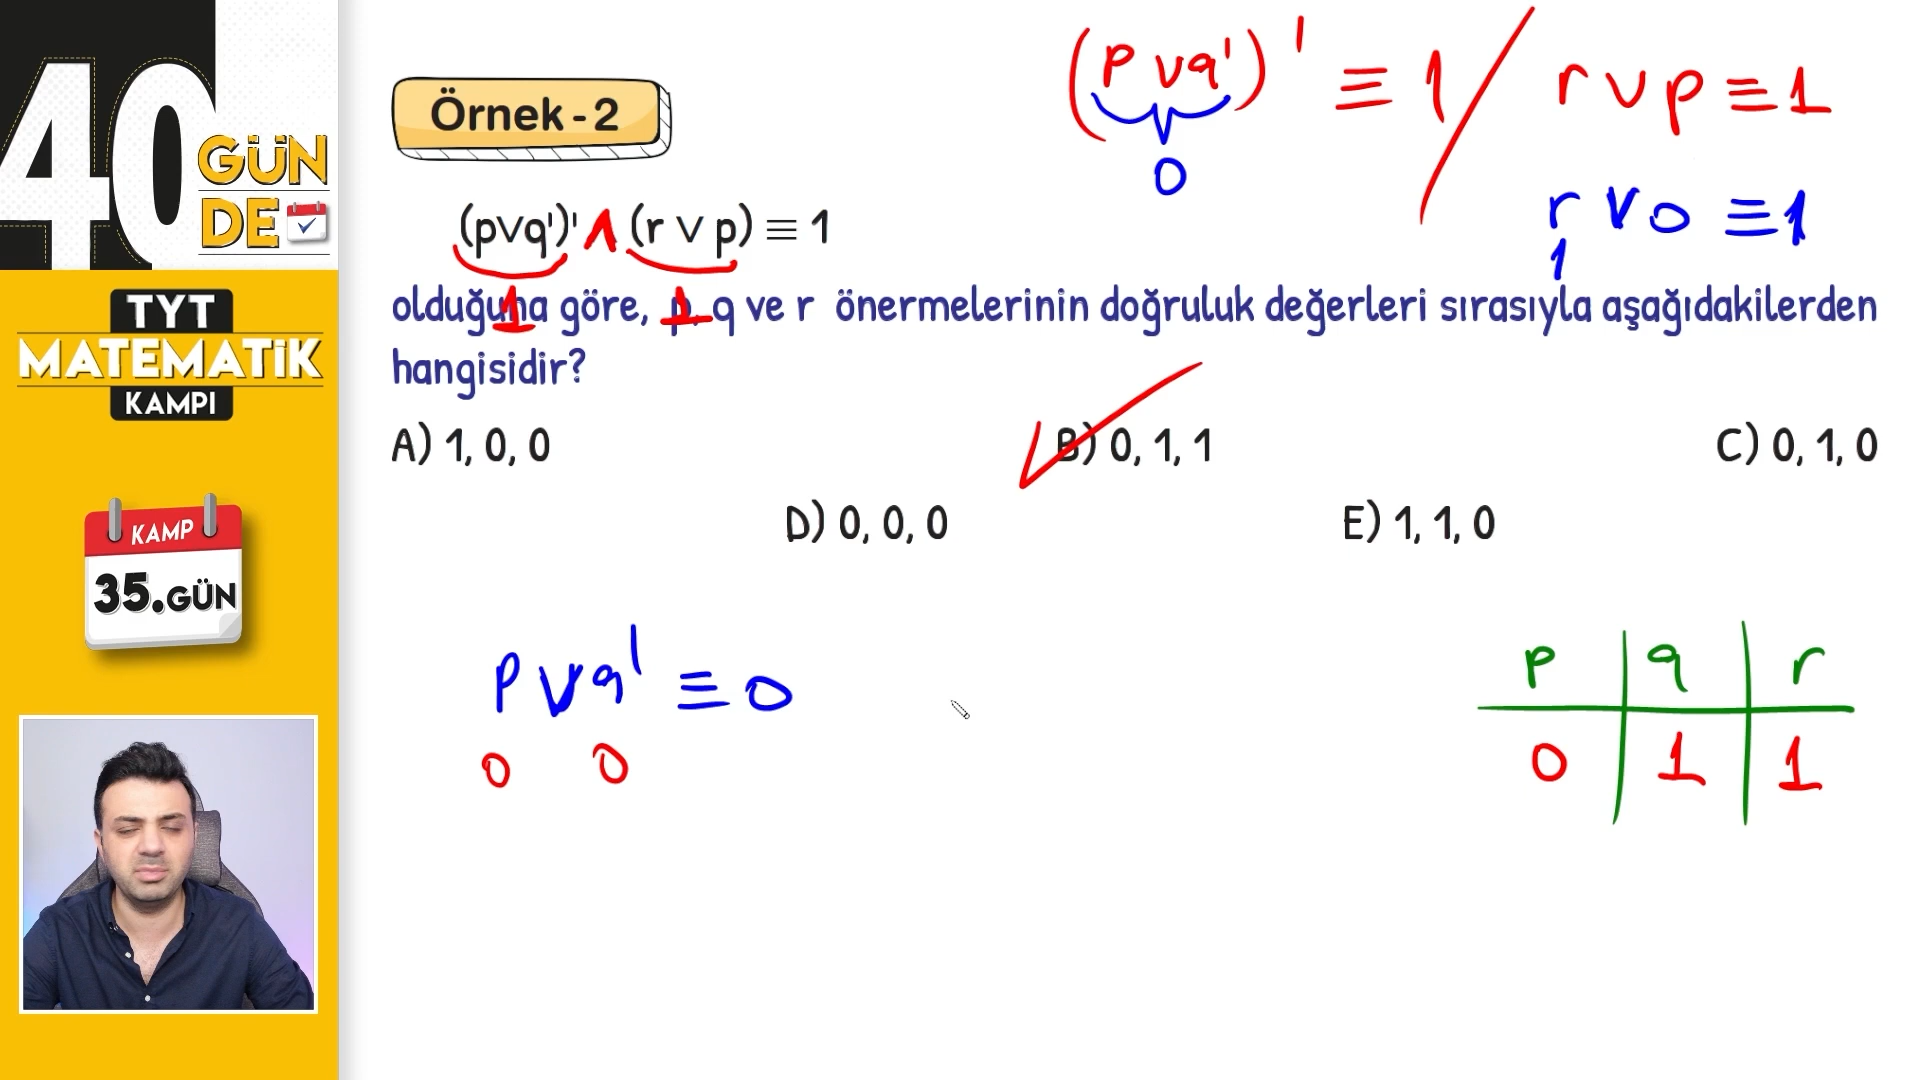 40
GÜN
DE
TYT
MATEMATİK
KAMPI
KAMP
35.GÜN
Örnek - 2
(p∨q')' ∧ (r ∨ p) ≡ 1
1 1
olduğuna göre, p, q ve r önermelerinin doğruluk değerleri sırasıyla aşağıdakilerden
hangisidir?
A) 1, 0, 0 B) 0, 1, 1 C) 0, 1, 0
D) 0, 0, 0 E) 1, 1, 0
(p ∨ q')' ≡ 1 / r ∨ p ≡ 1
0
r ∨ 0 ≡ 1
1
p ∨ q' ≡ 0
0 0
p q r
0 1 1